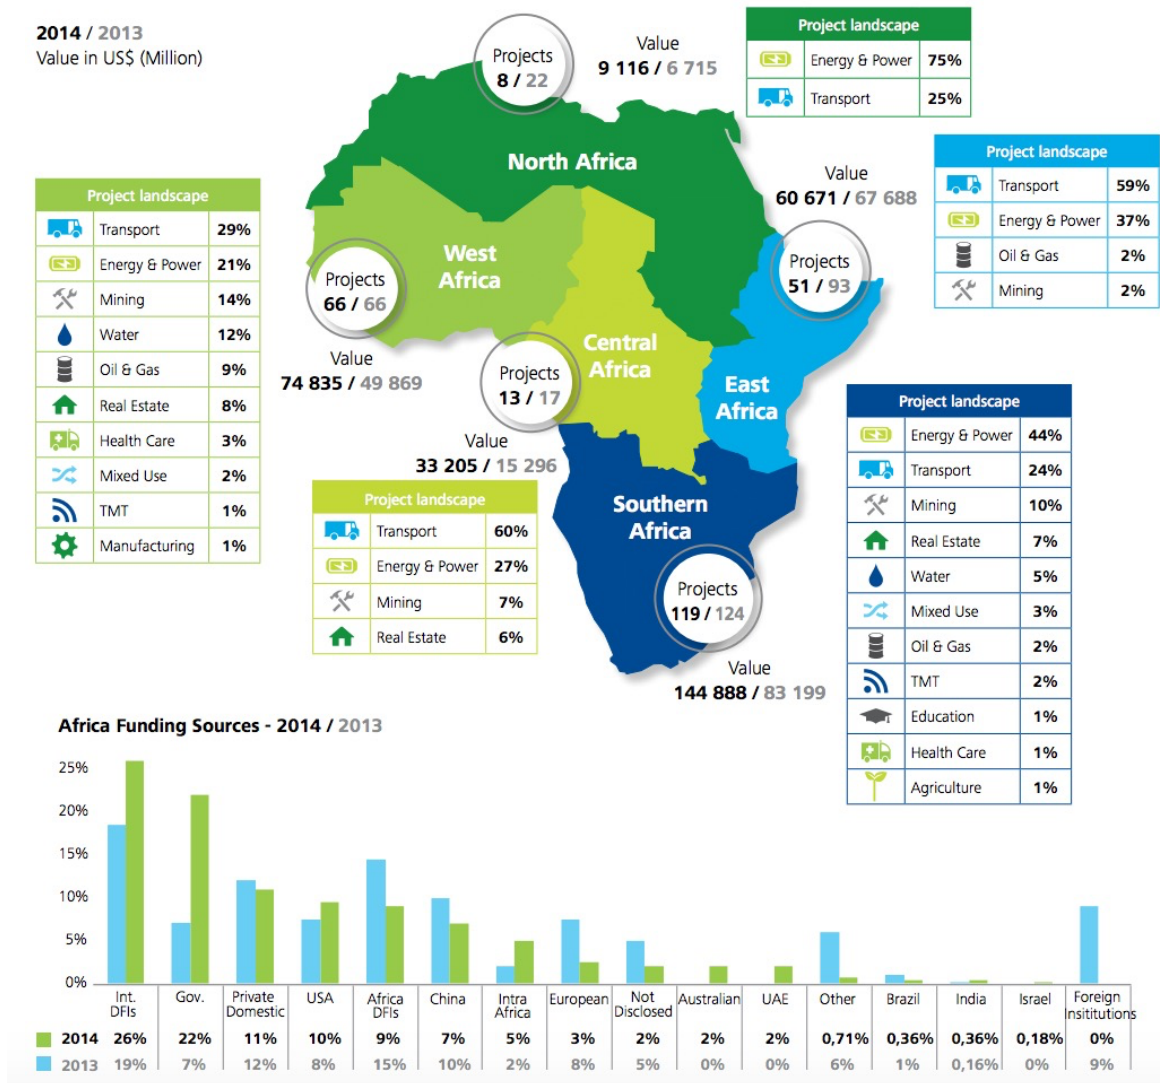 2014 / 2013
Value in US$ (Million)
Projects
8 / 22
Value
9 116 / 6 715
Project landscape
Energy & Power 75%
Transport 25%
North Africa
Project landscape
Transport 29%
Energy & Power 21%
Mining 14%
Water 12%
Oil & Gas 9%
Real Estate 8%
Health Care 3%
Mixed Use 2%
TMT 1%
Manufacturing 1%
West
Africa
Projects
66 / 66
Value
74 835 / 49 869
Value
60 671 / 67 688
Projects
51 / 93
Project landscape
Transport 59%
Energy & Power 37%
Oil & Gas 2%
Mining 2%
Central
Africa
Projects
13 / 17
Value
33 205 / 15 296
Project landscape
Transport 60%
Energy & Power 27%
Mining 7%
Real Estate 6%
East
Africa
Southern
Africa
Projects
119 / 124
Value
144 888 / 83 199
Project landscape
Energy & Power 44%
Transport 24%
Mining 10%
Real Estate 7%
Water 5%
Mixed Use 3%
Oil & Gas 2%
TMT 2%
Education 1%
Health Care 1%
Agriculture 1%
Africa Funding Sources - 2014 / 2013
25%
20%
15%
10%
5%
0%
Int. DFIs Gov. Private Domestic USA Africa DFIs China Intra Africa European Not Disclosed Australian UAE Other Brazil India Israel Foreign Insititutions
2014 26% 22% 11% 10% 9% 7% 5% 3% 2% 2% 2% 0,71% 0,36% 0,36% 0,18% 0%
2013 19% 7% 12% 8% 15% 10% 2% 8% 5% 0% 0% 6% 1% 0,16% 0% 9%